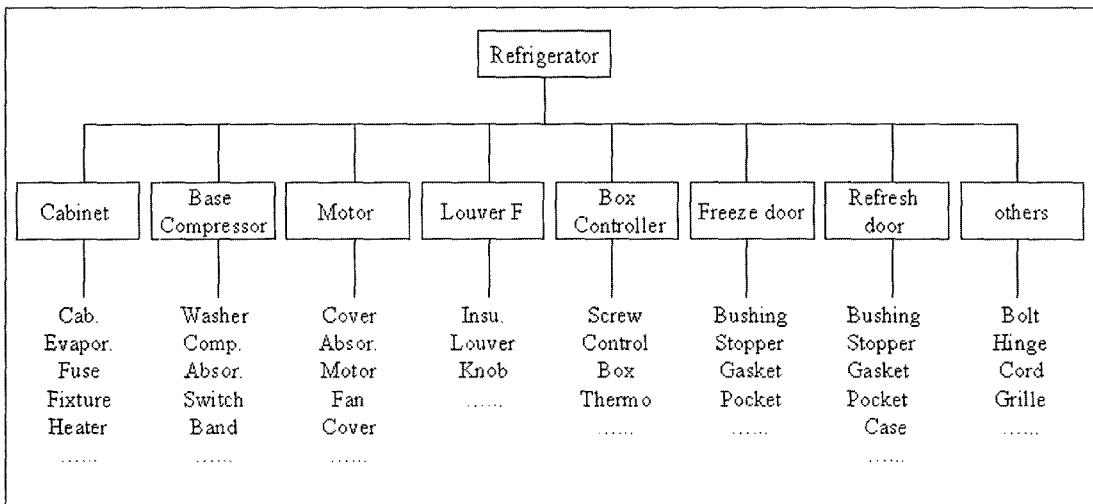 Refrigerator
Cabinet
Base
Compressor
Motor
Louver F
Box
Controller
Freeze door
Refresh
door
others
Cab.
Evapor.
Fuse
Fixture
Heater
......
Washer
Comp.
Absor.
Switch
Band
......
Cover
Absor.
Motor
Fan
Cover
......
Insu.
Louver
Knob
......
Screw
Control
Box
Thermo
......
Bushing
Stopper
Gasket
Pocket
......
Bushing
Stopper
Gasket
Pocket
Case
......
Bolt
Hinge
Cord
Grille
......